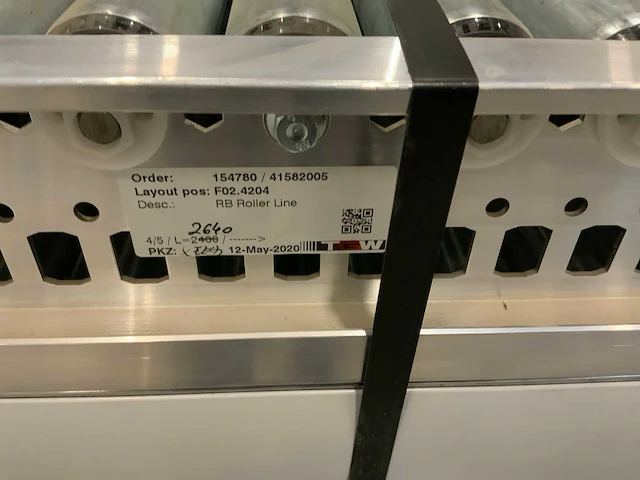 Order: 154780 / 41582005
Layout pos: F02.4204
Desc.: RB Roller Line
2640
4/5 / L=2400 / ------->
PKZ: 12-May-2020 TGW